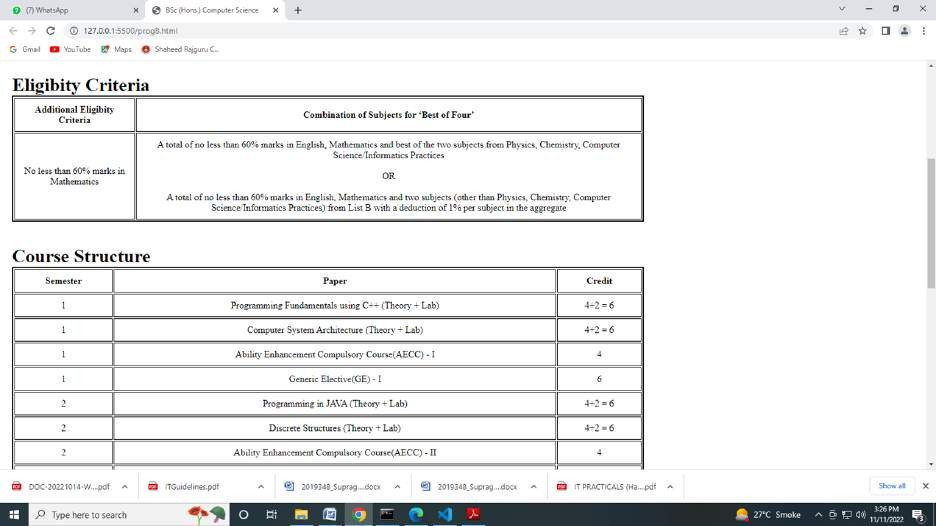 (7) WhatsApp
BSc (Hons.) Computer Science
127.0.0.1:5500/prog8.html
Gmail
YouTube
Maps
Shaheed Rajguru C...
Eligibity Criteria
Additional Eligibity
Criteria
Combination of Subjects for 'Best of Four'
No less than 60% marks in
Mathematics
A total of no less than 60% marks in English, Mathematics and best of the two subjects from Physics, Chemistry, Computer
Science/Informatics Practices
OR
A total of no less than 60% marks in English, Mathematics and two subjects (other than Physics, Chemistry, Computer
Science/Informatics Practices) from List B with a deduction of 1% per subject in the aggregate
Course Structure
Semester Paper Credit
1 Programming Fundamentals using C++ (Theory + Lab) 4+2 = 6
1 Computer System Architecture (Theory + Lab) 4+2 = 6
1 Ability Enhancement Compulsory Course(AECC) - I 4
1 Generic Elective(GE) - I 6
2 Programming in JAVA (Theory + Lab) 4+2 = 6
2 Discrete Structures (Theory + Lab) 4+2 = 6
2 Ability Enhancement Compulsory Course(AECC) - II 4
DOC-20221014-W....pdf
ITGuidelines.pdf
2019348_Suprag....docx
2019348_Suprag....docx
IT PRACTICALS (Ha....pdf
Show all
Type here to search
27°C Smoke
3:26 PM
11/11/2022
3